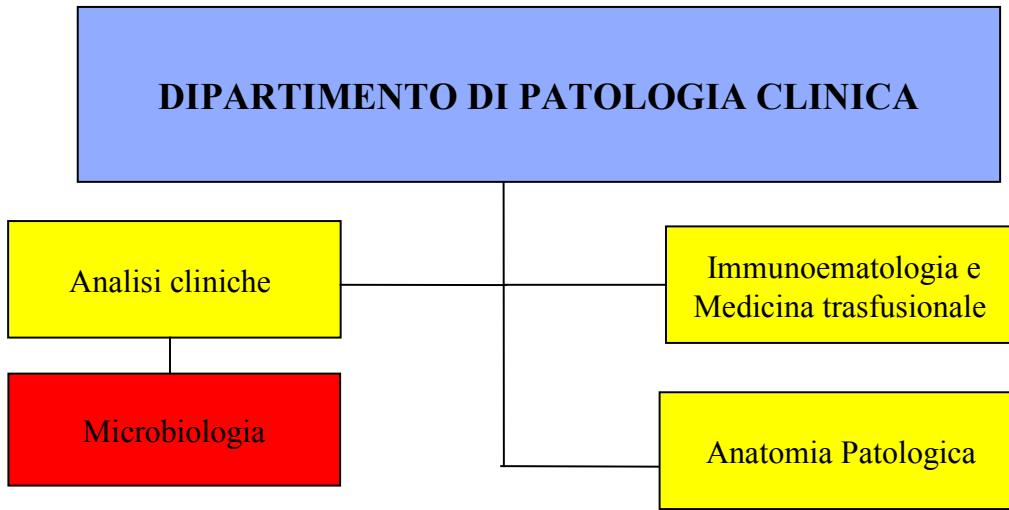 DIPARTIMENTO DI PATOLOGIA CLINICA
Analisi cliniche
Immunoematologia e
Medicina trasfusionale
Microbiologia
Anatomia Patologica